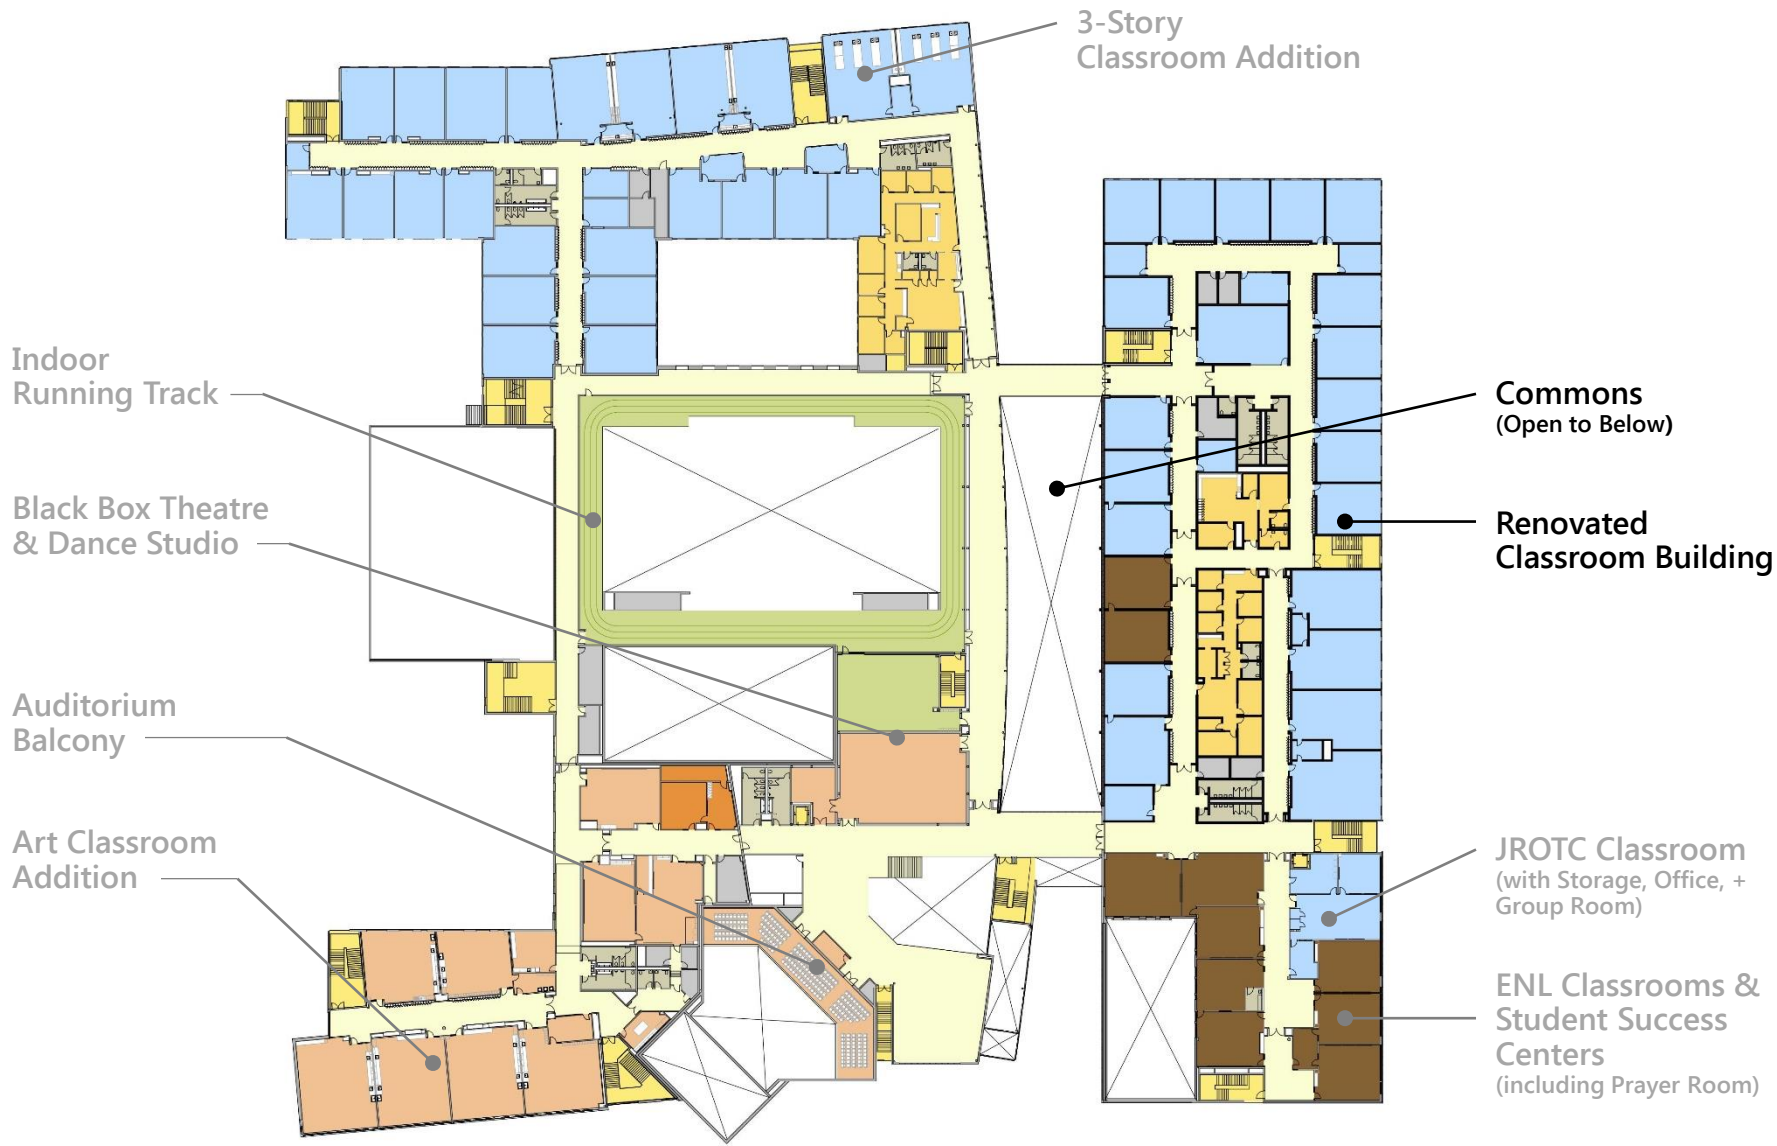 3-Story
Classroom Addition
Indoor
Running Track
Commons
(Open to Below)
Black Box Theatre
& Dance Studio
Renovated
Classroom Building
Auditorium
Balcony
Art Classroom
Addition
JROTC Classroom
(with Storage, Office, +
Group Room)
ENL Classrooms &
Student Success
Centers
(including Prayer Room)